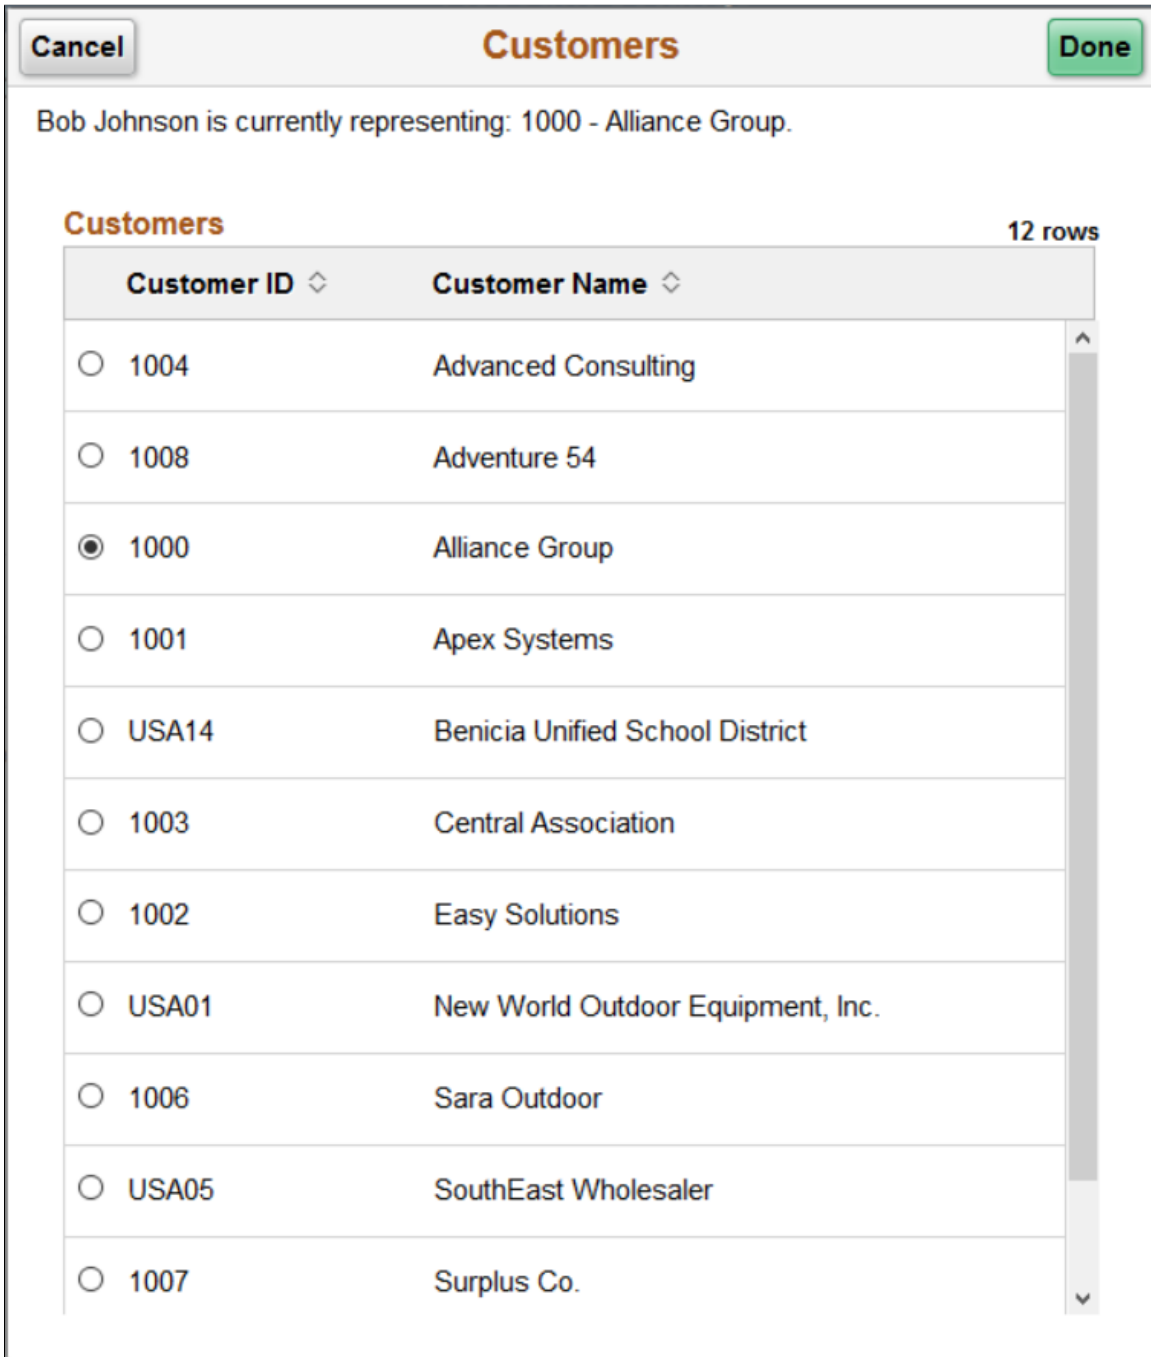 Cancel Customers Done
Bob Johnson is currently representing: 1000 - Alliance Group.
Customers 12 rows
Customer ID Customer Name
1004 Advanced Consulting
1008 Adventure 54
1000 Alliance Group
1001 Apex Systems
USA14 Benicia Unified School District
1003 Central Association
1002 Easy Solutions
USA01 New World Outdoor Equipment, Inc.
1006 Sara Outdoor
USA05 SouthEast Wholesaler
1007 Surplus Co.